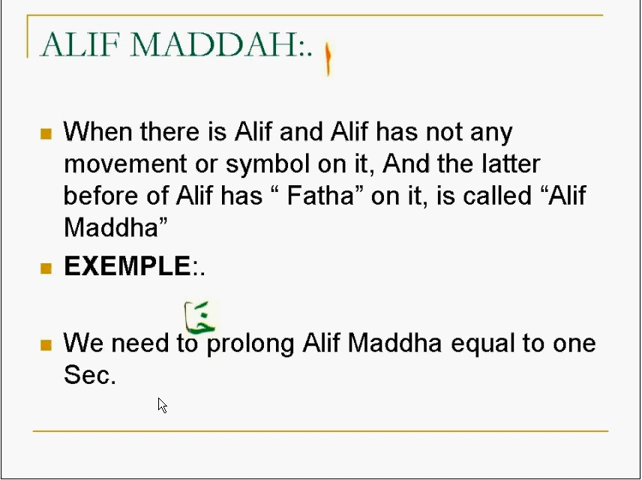 ALIF MADDAH:. ا
When there is Alif and Alif has not any
movement or symbol on it, And the latter
before of Alif has “ Fatha” on it, is called “Alif
Maddha”
EXEMPLE:.
خَا
We need to prolong Alif Maddha equal to one
Sec.